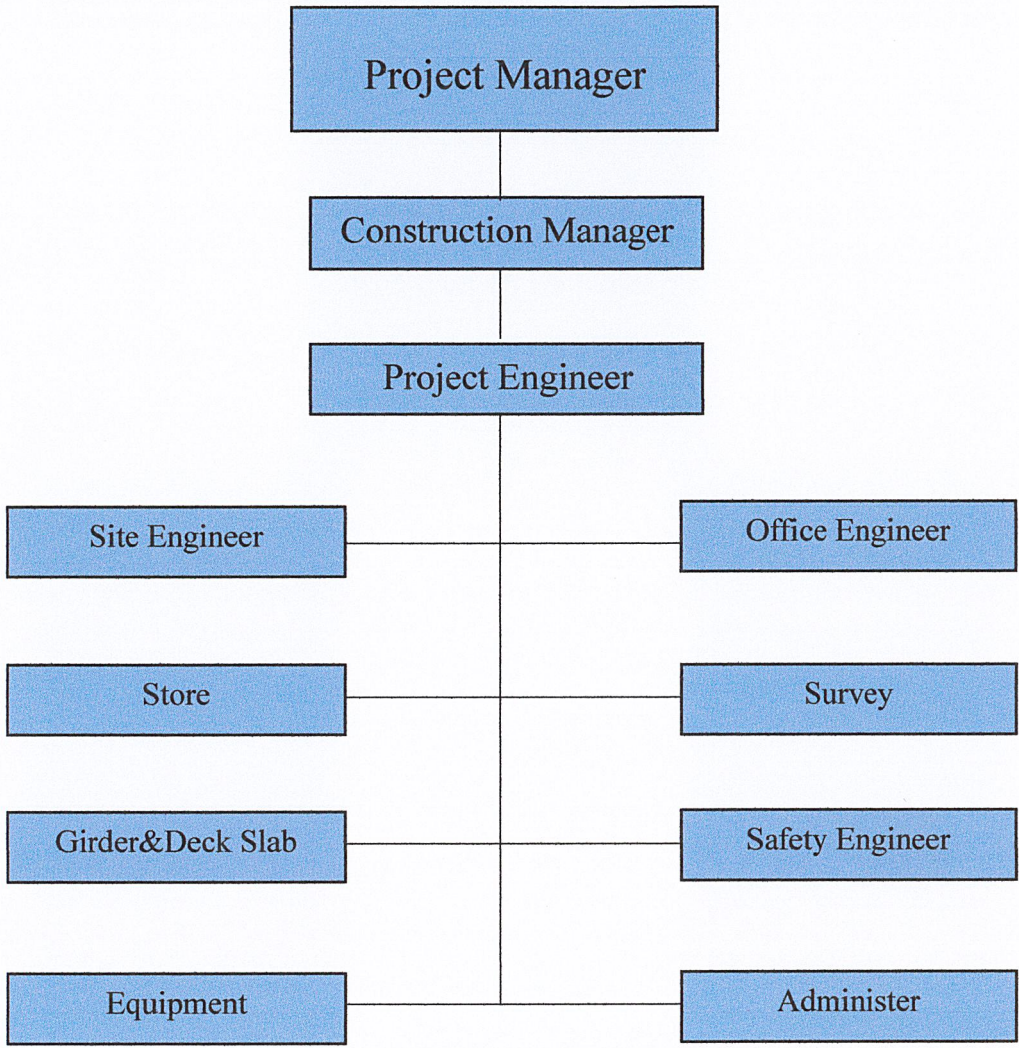 Project Manager
Construction Manager
Project Engineer
Site Engineer
Office Engineer
Store
Survey
Girder&Deck Slab
Safety Engineer
Equipment
Administer